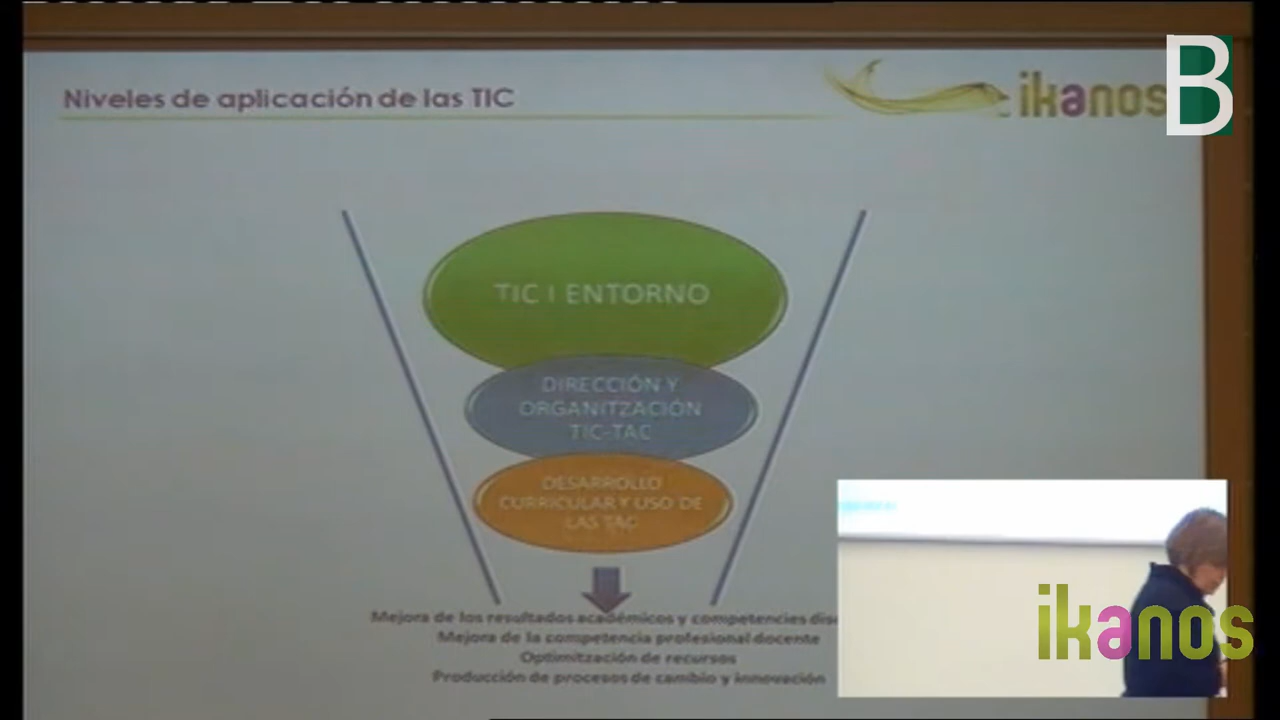 Niveles de aplicación de las TIC
ikanos
B
TIC I ENTORNO
DIRECCIÓN Y
ORGANITZACIÓN
TIC-TAC
DESARROLLO
CURRICULAR Y USO DE
LAS TAC
Mejora de los resultados académicos y competencies
Mejora de la competencia profesional docente
Optimització de recursos
Producción de procesos de cambio y innovación
ikanos